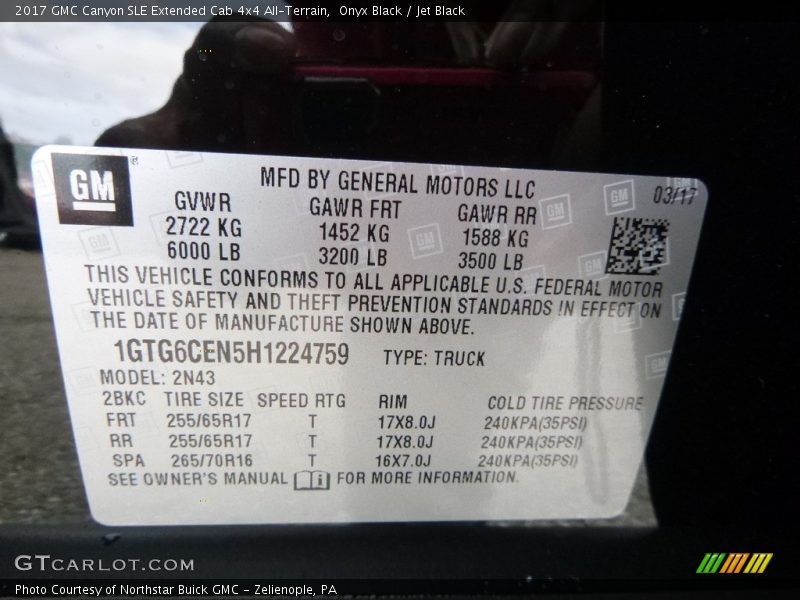 2017 GMC Canyon SLE Extended Cab 4x4 All-Terrain, Onyx Black / Jet Black
GM
MFD BY GENERAL MOTORS LLC
03/17
GVWR GAWR FRT GAWR RR
2722 KG 1452 KG 1588 KG
6000 LB 3200 LB 3500 LB
THIS VEHICLE CONFORMS TO ALL APPLICABLE U.S. FEDERAL MOTOR
VEHICLE SAFETY AND THEFT PREVENTION STANDARDS IN EFFECT ON
THE DATE OF MANUFACTURE SHOWN ABOVE.
1GTG6CEN5H1224759 TYPE: TRUCK
MODEL: 2N43
2BKC TIRE SIZE SPEED RTG RIM COLD TIRE PRESSURE
FRT 255/65R17 T 17X8.0J 240KPA(35PSI)
RR 255/65R17 T 17X8.0J 240KPA(35PSI)
SPA 265/70R16 T 16X7.0J 240KPA(35PSI)
SEE OWNER'S MANUAL FOR MORE INFORMATION.
GTCARLOT.COM
Photo Courtesy of Northstar Buick GMC - Zelienople, PA